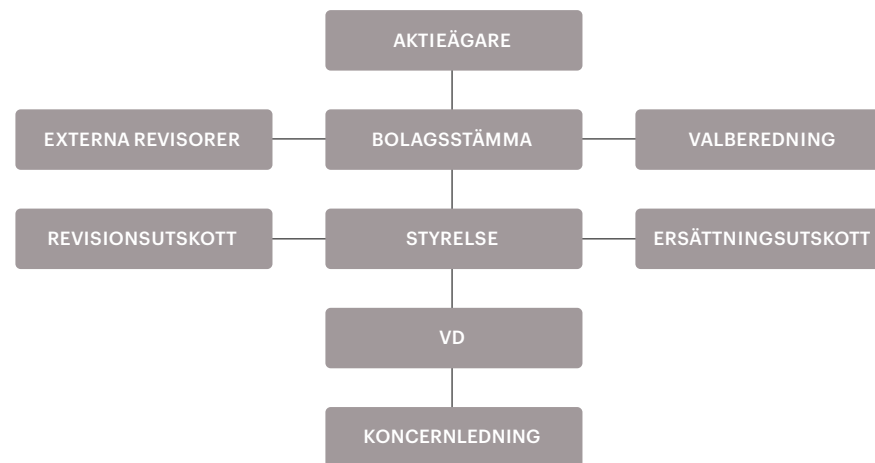 AKTIEÄGARE
EXTERNA REVISORER
BOLAGSSTÄMMA
VALBEREDNING
REVISIONSUTSKOTT
STYRELSE
ERSÄTTNINGSUTSKOTT
VD
KONCERNLEDNING